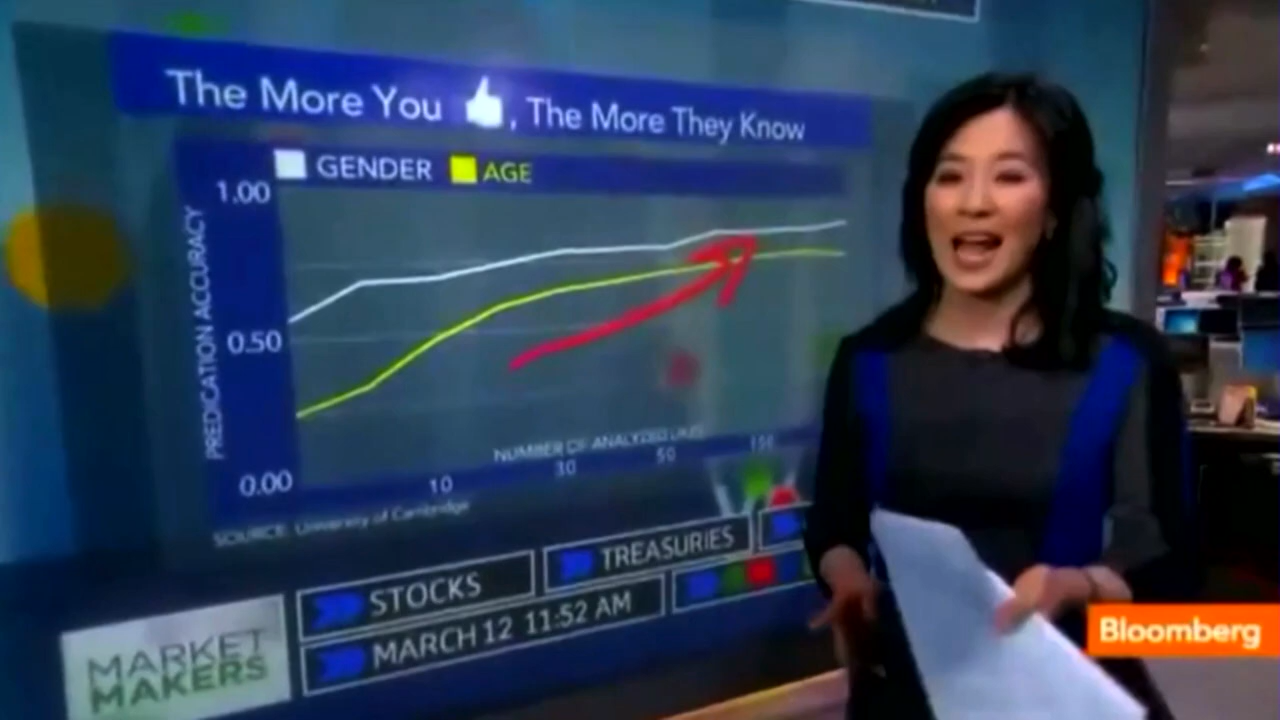 The More You 👍, The More They Know
GENDER AGE
1.00
PREDICATION ACCURACY
0.50
0.00
NUMBER OF ANALYZED LIKES
10 30 50 150
SOURCE: University of Cambridge
STOCKS
TREASURIES
MARCH 12 11:52 AM
MARKET
MAKERS
Bloomberg